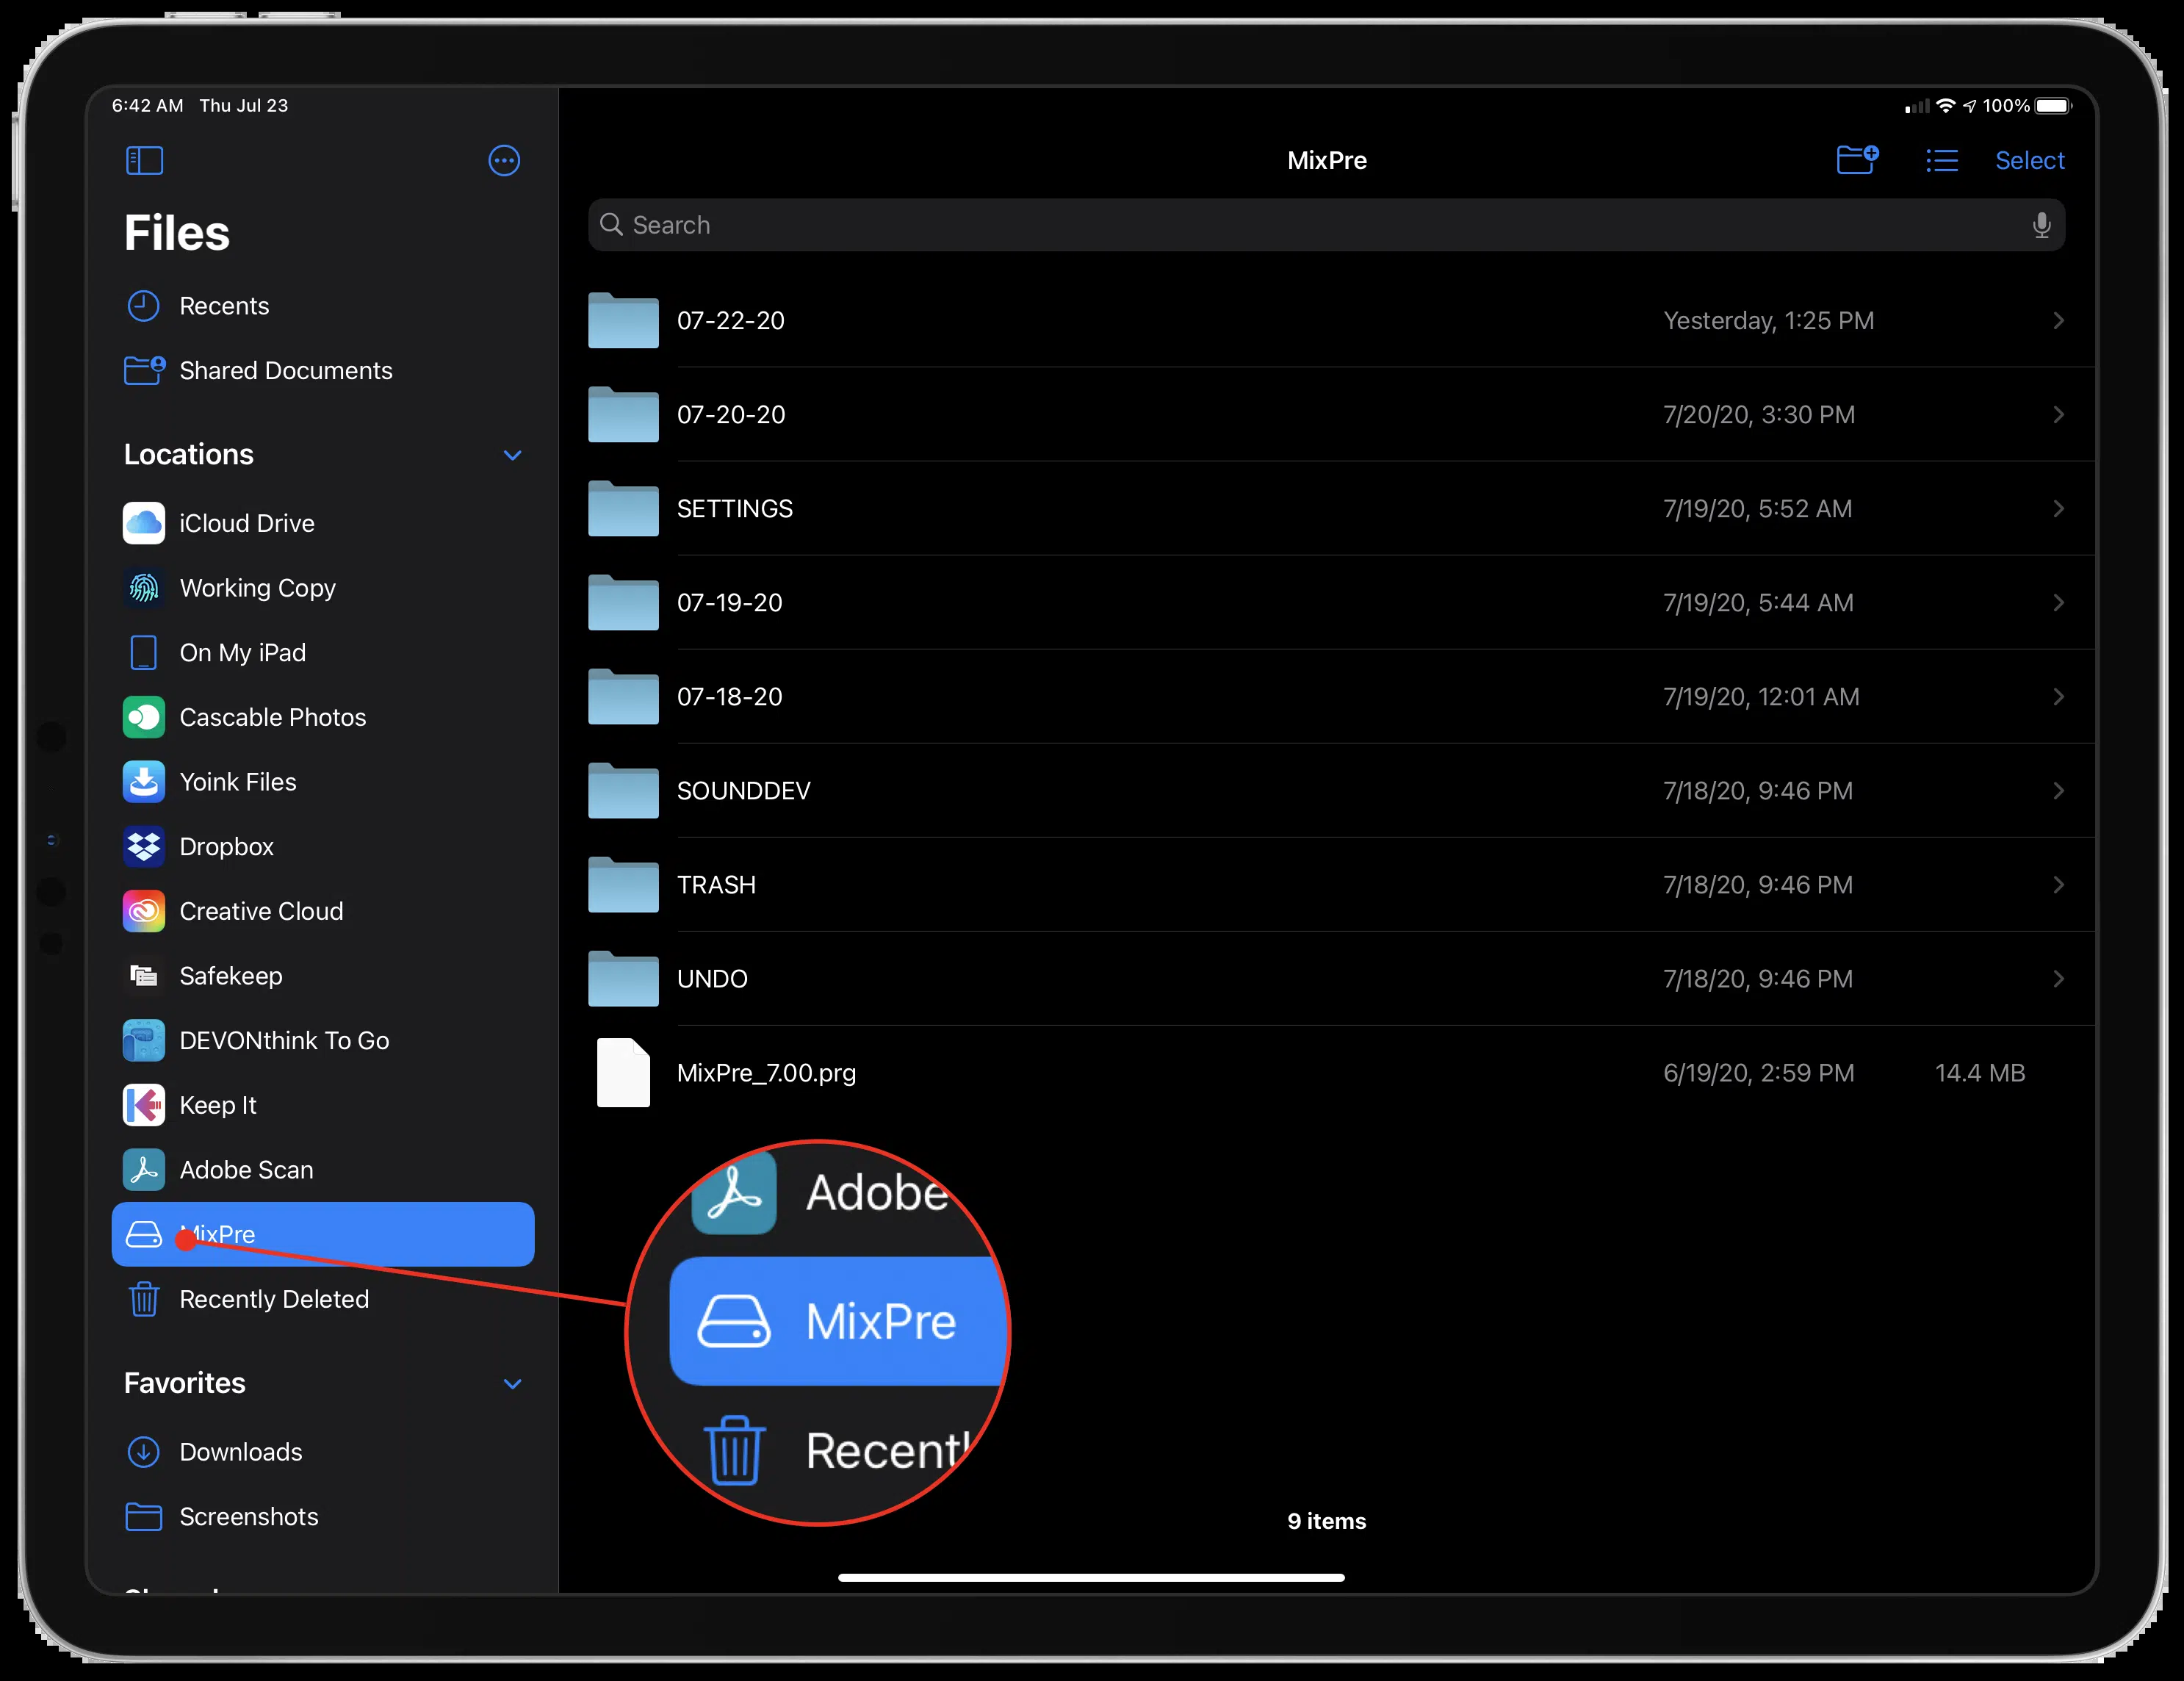 6:42 AM Thu Jul 23
100%
Files
Recents
Shared Documents
Locations
iCloud Drive
Working Copy
On My iPad
Cascable Photos
Yoink Files
Dropbox
Creative Cloud
Safekeep
DEVONthink To Go
Keep It
Adobe Scan
MixPre
Recently Deleted
Favorites
Downloads
Screenshots
MixPre
Select
Search
07-22-20 Yesterday, 1:25 PM
07-20-20 7/20/20, 3:30 PM
SETTINGS 7/19/20, 5:52 AM
07-19-20 7/19/20, 5:44 AM
07-18-20 7/19/20, 12:01 AM
SOUNDDEV 7/18/20, 9:46 PM
TRASH 7/18/20, 9:46 PM
UNDO 7/18/20, 9:46 PM
MixPre_7.00.prg 6/19/20, 2:59 PM 14.4 MB
Adobe
MixPre
Recentl
9 items